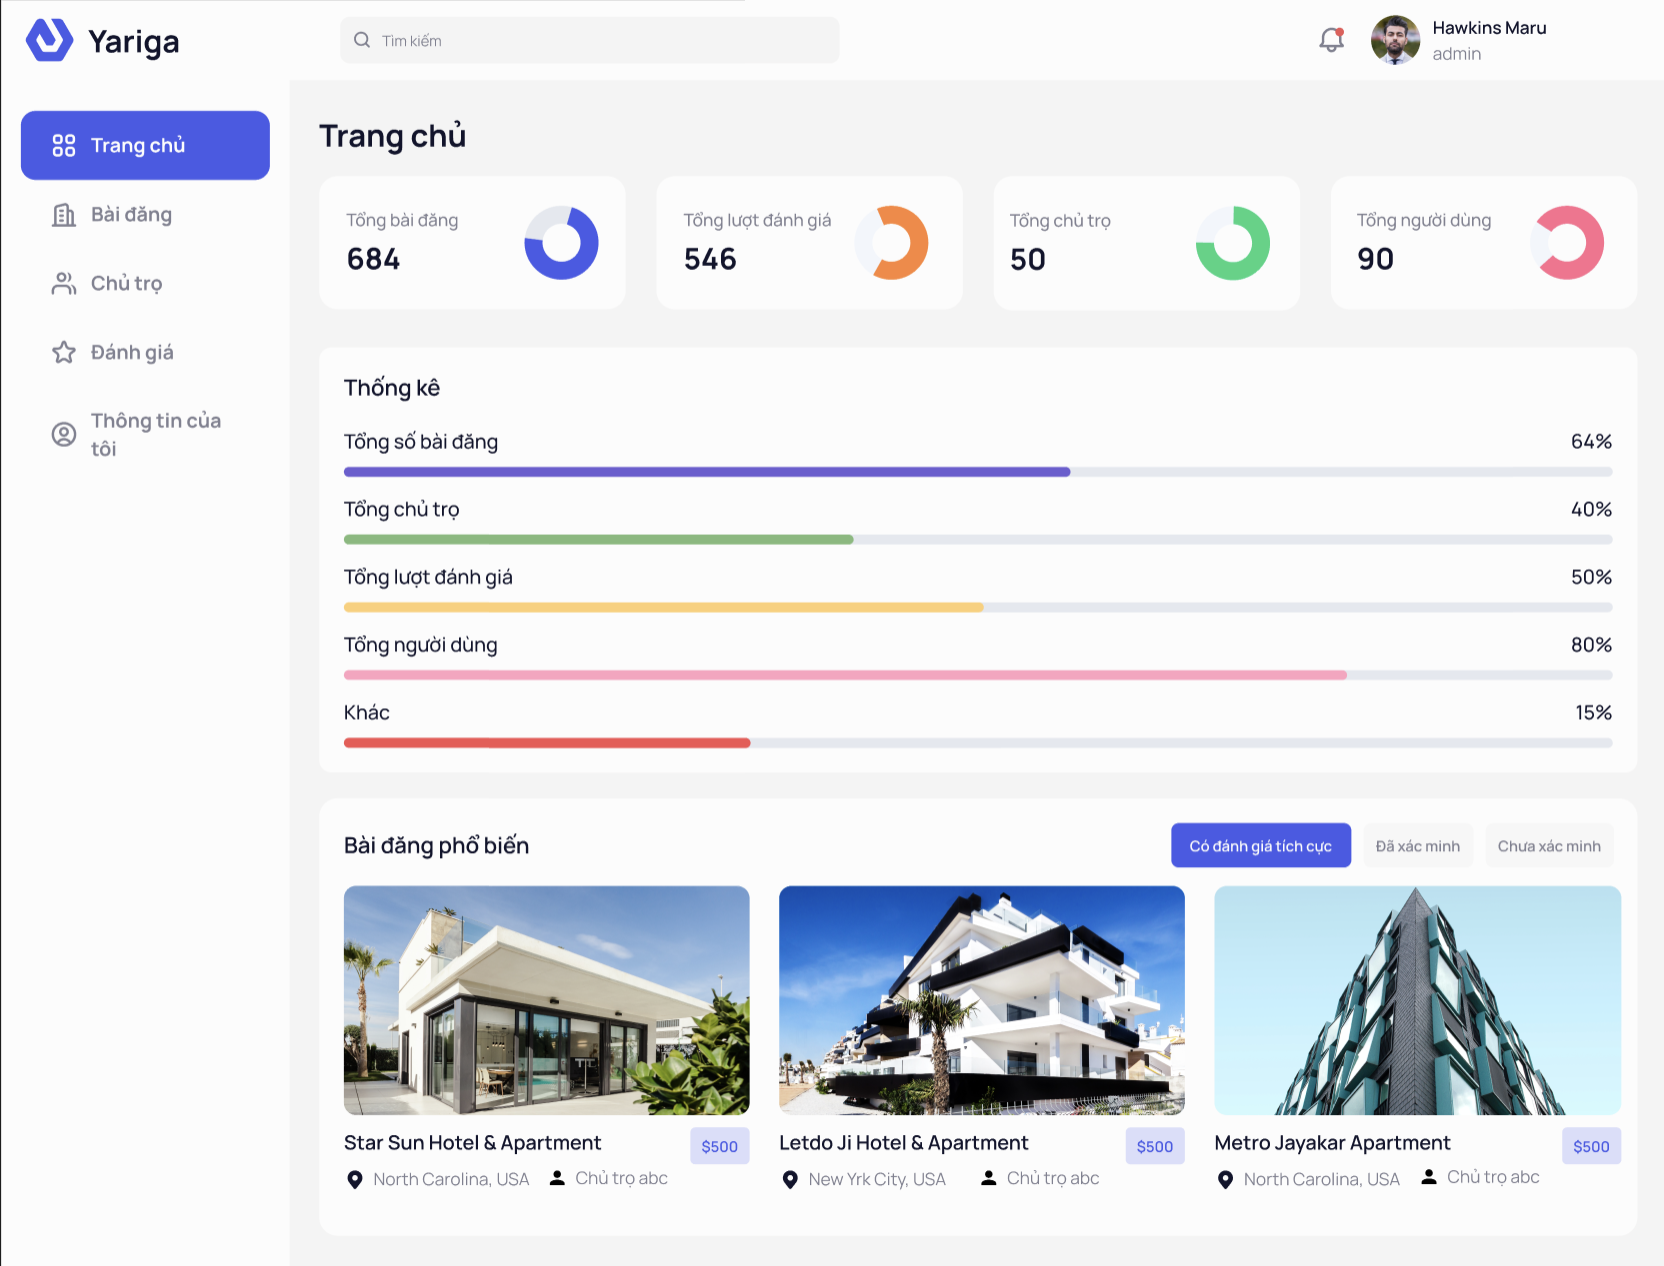 Yariga
Tìm kiếm
Hawkins Maru
admin
Trang chủ
Bài đăng
Chủ trọ
Đánh giá
Thông tin của
tôi
Trang chủ
Tổng bài đăng
684
Tổng lượt đánh giá
546
Tổng chủ trọ
50
Tổng người dùng
90
Thống kê
Tổng số bài đăng 64%
Tổng chủ trọ 40%
Tổng lượt đánh giá 50%
Tổng người dùng 80%
Khác 15%
Bài đăng phổ biến
Có đánh giá tích cực
Đã xác minh
Chưa xác minh
Star Sun Hotel & Apartment
$500
North Carolina, USA
Chủ trọ abc
Letdo Ji Hotel & Apartment
$500
New Yrk City, USA
Chủ trọ abc
Metro Jayakar Apartment
$500
North Carolina, USA
Chủ trọ abc